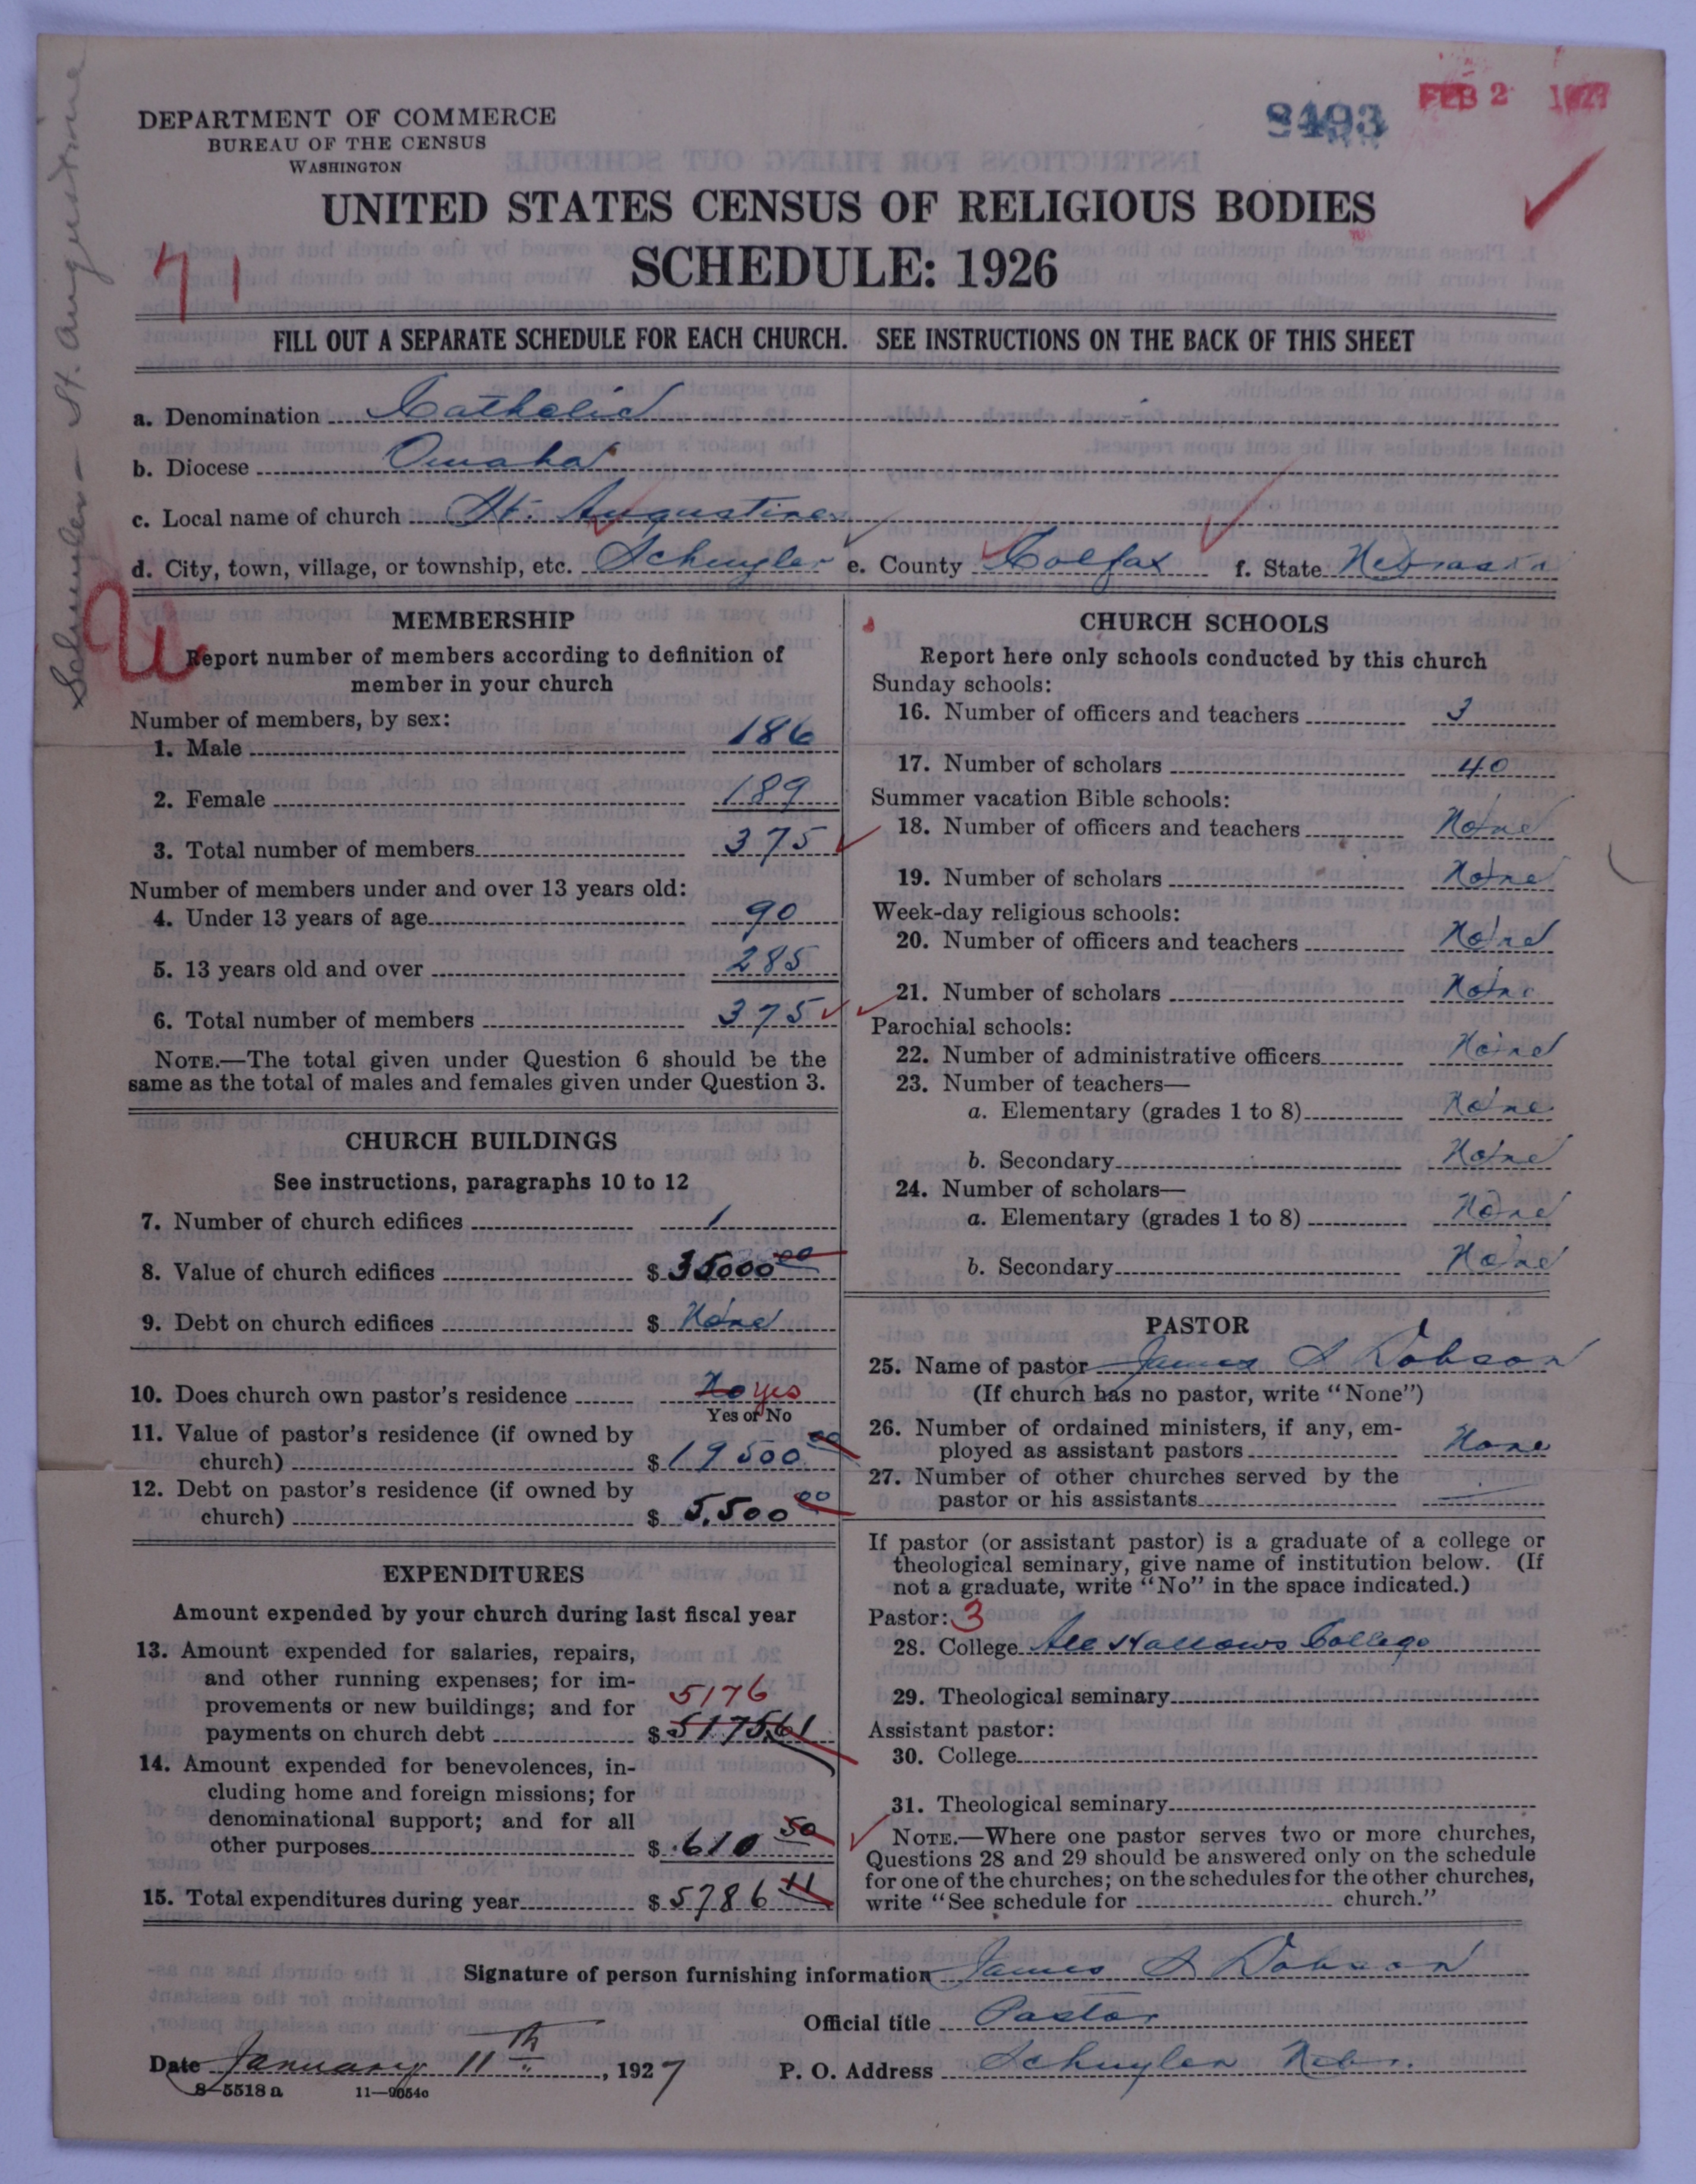 Schuyler - St. Augustine
DEPARTMENT OF COMMERCE
BUREAU OF THE CENSUS
WASHINGTON
8493
FEB 2 1927
UNITED STATES CENSUS OF RELIGIOUS BODIES
SCHEDULE: 1926
71
FILL OUT A SEPARATE SCHEDULE FOR EACH CHURCH. SEE INSTRUCTIONS ON THE BACK OF THIS SHEET
a. Denomination Catholic
b. Diocese Omaha
c. Local name of church St. Augustines
d. City, town, village, or township, etc. Schuyler e. County Colfax f. State Nebraska
U
MEMBERSHIP
Report number of members according to definition of
member in your church
Number of members, by sex:
1. Male 186
2. Female 189
3. Total number of members 375
Number of members under and over 13 years old:
4. Under 13 years of age 90
5. 13 years old and over 285
6. Total number of members 375
NOTE.—The total given under Question 6 should be the
same as the total of males and females given under Question 3.
CHURCH BUILDINGS
See instructions, paragraphs 10 to 12
7. Number of church edifices 1
8. Value of church edifices $35000 00
9. Debt on church edifices $ None
10. Does church own pastor's residence No yes
Yes or No
11. Value of pastor's residence (if owned by
church) $19500 00
12. Debt on pastor's residence (if owned by
church) $5,500 00
EXPENDITURES
Amount expended by your church during last fiscal year
13. Amount expended for salaries, repairs,
and other running expenses; for im-
provements or new buildings; and for 5176
payments on church debt $5175.61
14. Amount expended for benevolences, in-
cluding home and foreign missions; for
denominational support; and for all
other purposes $610 50
15. Total expenditures during year $5786 11
CHURCH SCHOOLS
Report here only schools conducted by this church
Sunday schools:
16. Number of officers and teachers 3
17. Number of scholars 40
Summer vacation Bible schools:
18. Number of officers and teachers None
19. Number of scholars None
Week-day religious schools:
20. Number of officers and teachers None
21. Number of scholars None
Parochial schools:
22. Number of administrative officers None
23. Number of teachers—
a. Elementary (grades 1 to 8) None
b. Secondary None
24. Number of scholars—
a. Elementary (grades 1 to 8) None
b. Secondary None
PASTOR
25. Name of pastor James S Dobson
(If church has no pastor, write "None")
26. Number of ordained ministers, if any, em-
ployed as assistant pastors None
27. Number of other churches served by the
pastor or his assistants
If pastor (or assistant pastor) is a graduate of a college or
theological seminary, give name of institution below. (If
not a graduate, write "No" in the space indicated.)
Pastor: 3
28. College All Hallows College
29. Theological seminary
Assistant pastor:
30. College
31. Theological seminary
NOTE.—Where one pastor serves two or more churches,
Questions 28 and 29 should be answered only on the schedule
for one of the churches; on the schedules for the other churches,
write "See schedule for church."
Signature of person furnishing information James S Dobson
Official title Pastor
Date January 11th, 1927 P. O. Address Schuyler Nebr.
8-5518 a 11—9054c